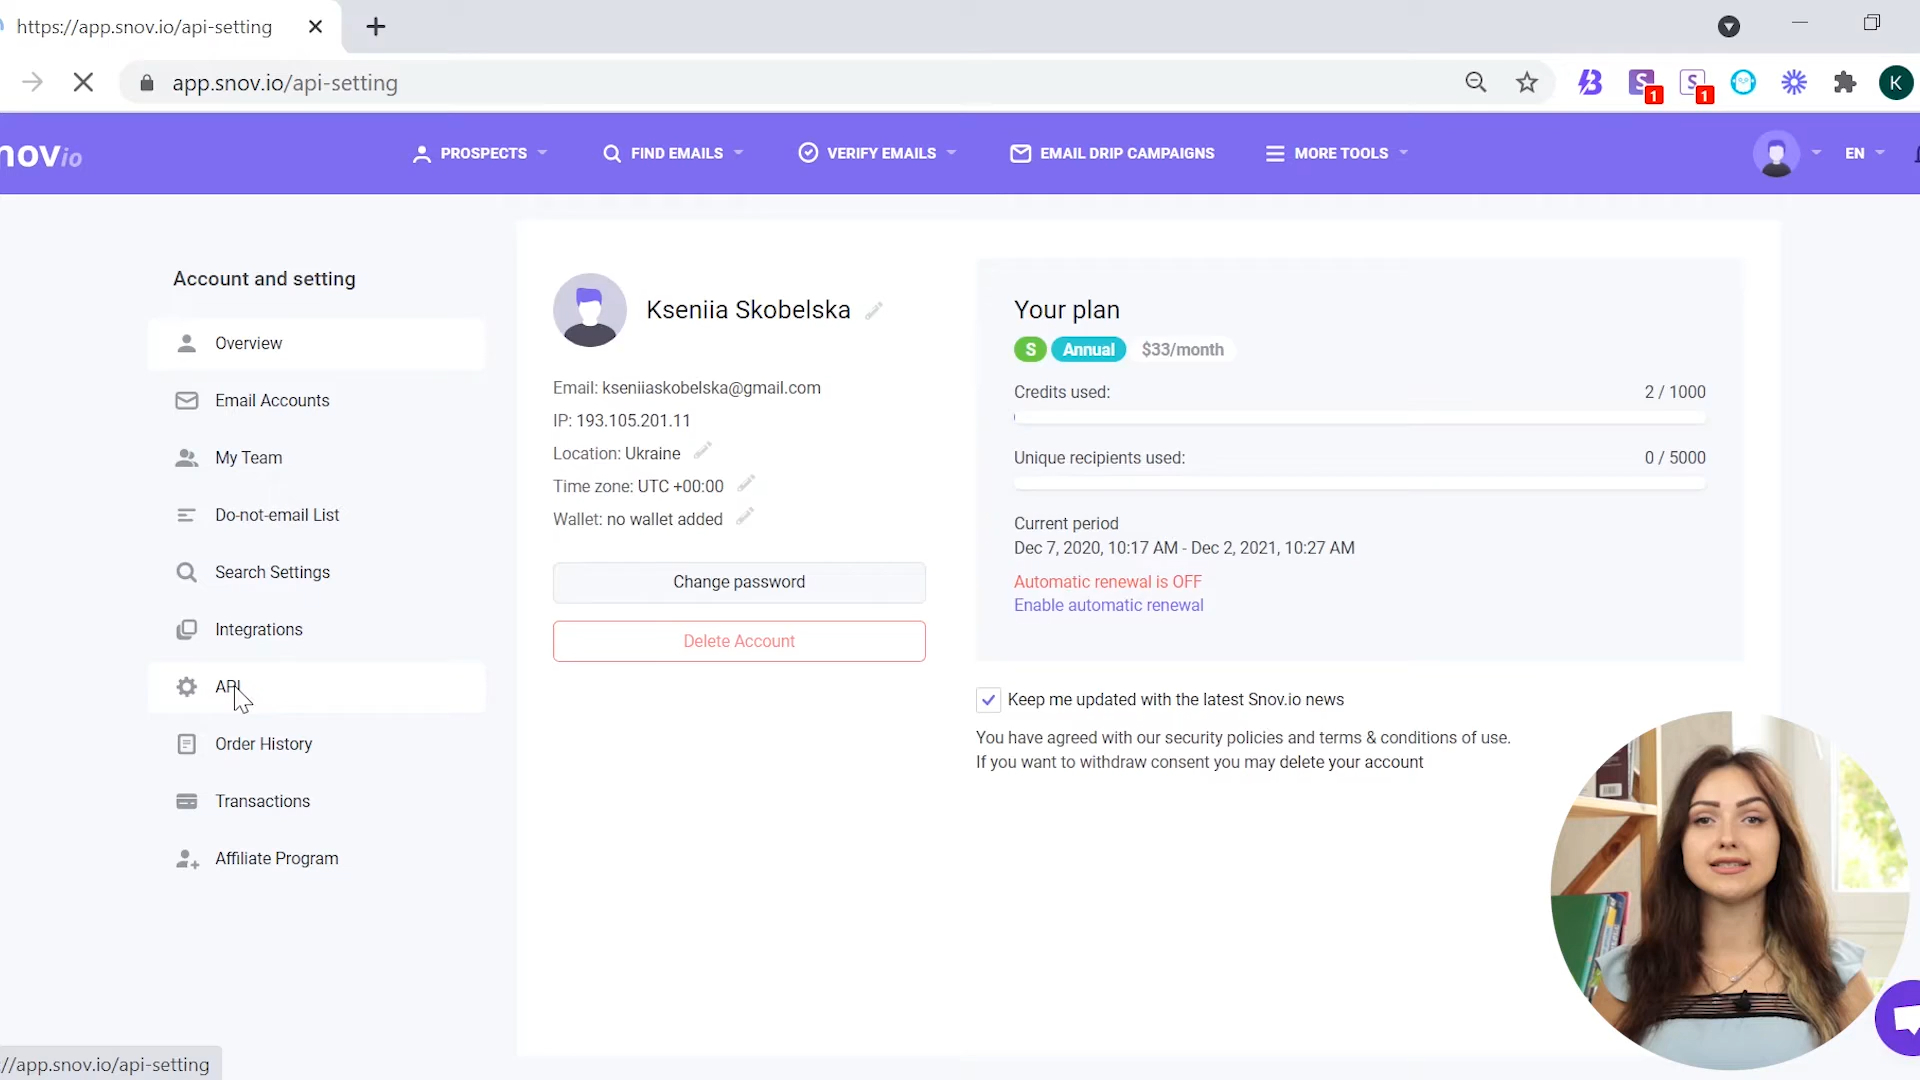 https://app.snov.io/api-setting
app.snov.io/api-setting
1
1
K
novio
PROSPECTS
FIND EMAILS
VERIFY EMAILS
EMAIL DRIP CAMPAIGNS
MORE TOOLS
EN
Account and setting
Overview
Email Accounts
My Team
Do-not-email List
Search Settings
Integrations
API
Order History
Transactions
Affiliate Program
Kseniia Skobelska
Email: kseniiaskobelska@gmail.com
IP: 193.105.201.11
Location: Ukraine
Time zone: UTC +00:00
Wallet: no wallet added
Change password
Delete Account
Your plan
S Annual $33/month
Credits used: 2 / 1000
Unique recipients used: 0 / 5000
Current period
Dec 7, 2020, 10:17 AM - Dec 2, 2021, 10:27 AM
Automatic renewal is OFF
Enable automatic renewal
Keep me updated with the latest Snov.io news
You have agreed with our security policies and terms & conditions of use.
If you want to withdraw consent you may delete your account
//app.snov.io/api-setting